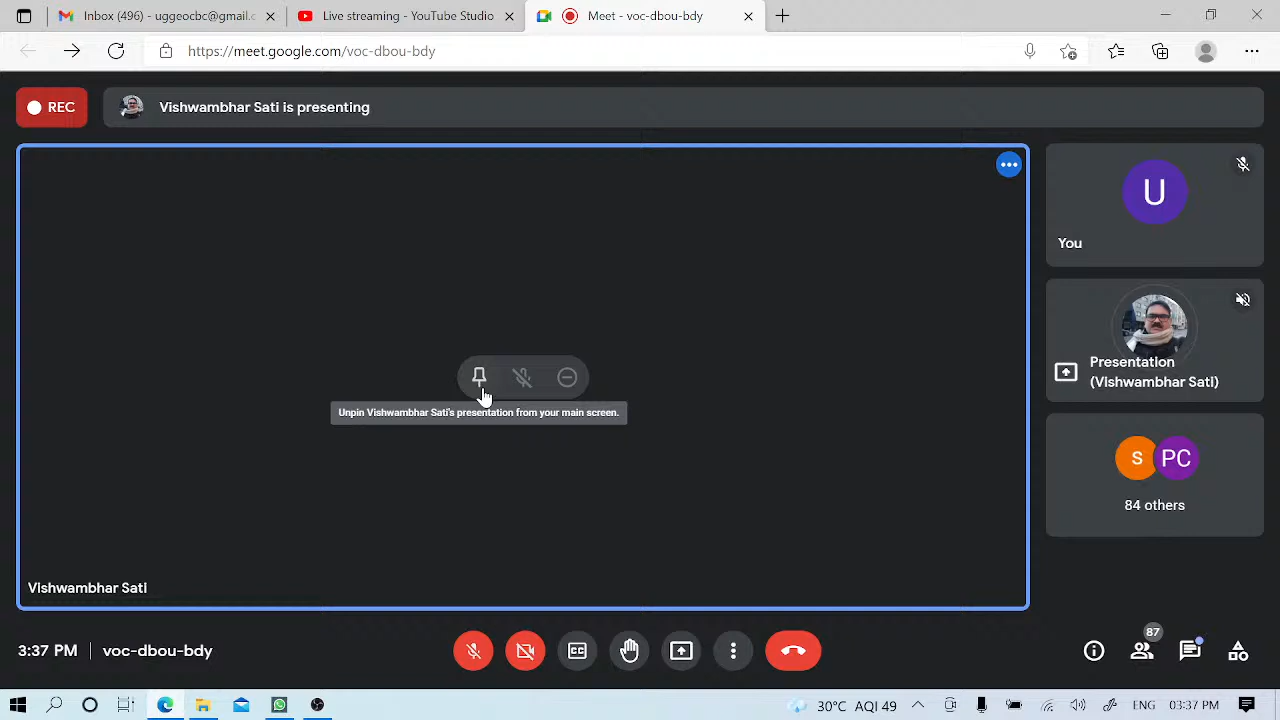 Inbox (496) - uggeocbc@gmail.c
Live streaming - YouTube Studio
Meet - voc-dbou-bdy
https://meet.google.com/voc-dbou-bdy
REC
Vishwambhar Sati is presenting
U
You
Presentation
(Vishwambhar Sati)
Unpin Vishwambhar Sati's presentation from your main screen.
S PC
84 others
Vishwambhar Sati
3:37 PM
voc-dbou-bdy
CC
87
30°C AQI 49
ENG
03:37 PM